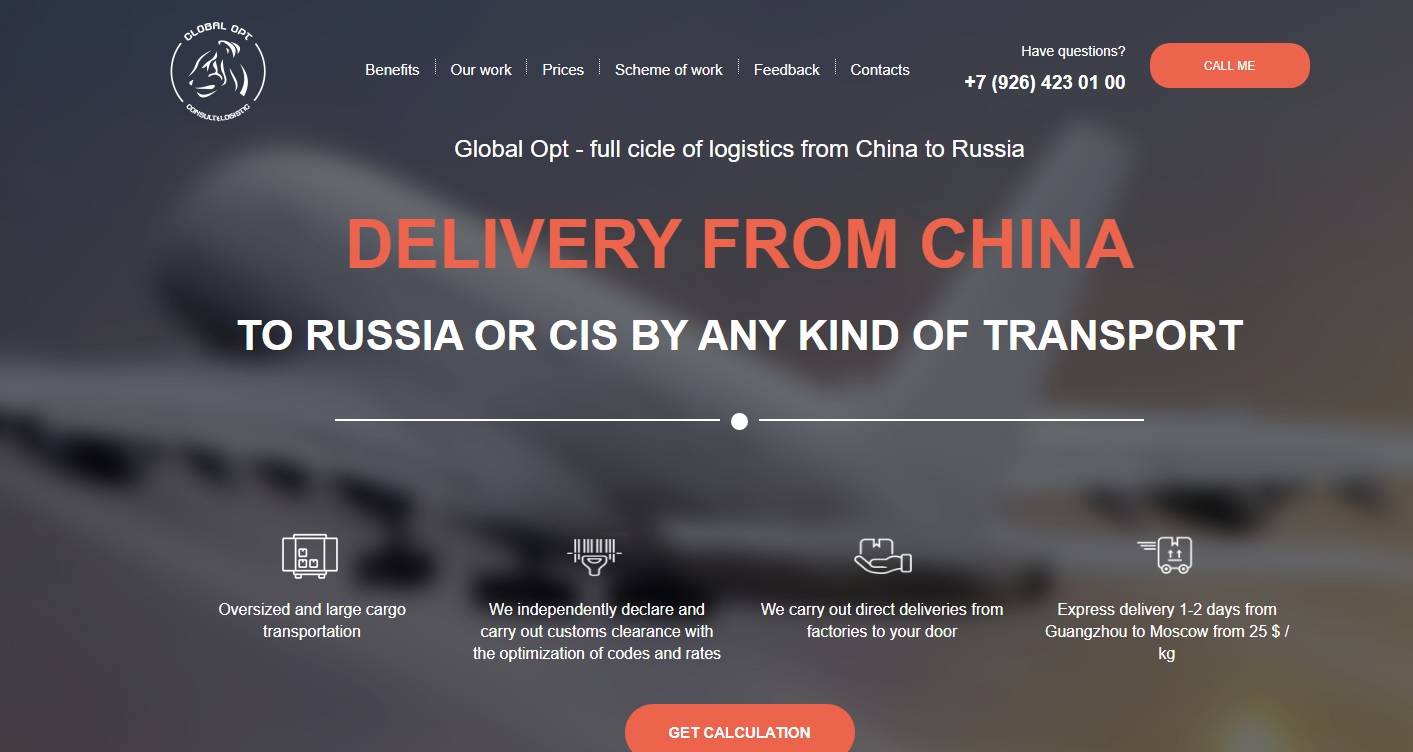 GLOBAL OPT
CONSULT&LOGISTIC
Benefits
Our work
Prices
Scheme of work
Feedback
Contacts
Have questions?
+7 (926) 423 01 00
CALL ME
Global Opt - full cicle of logistics from China to Russia
DELIVERY FROM CHINA
TO RUSSIA OR CIS BY ANY KIND OF TRANSPORT
Oversized and large cargo
transportation
We independently declare and
carry out customs clearance with
the optimization of codes and rates
We carry out direct deliveries from
factories to your door
Express delivery 1-2 days from
Guangzhou to Moscow from 25 $ /
kg
GET CALCULATION